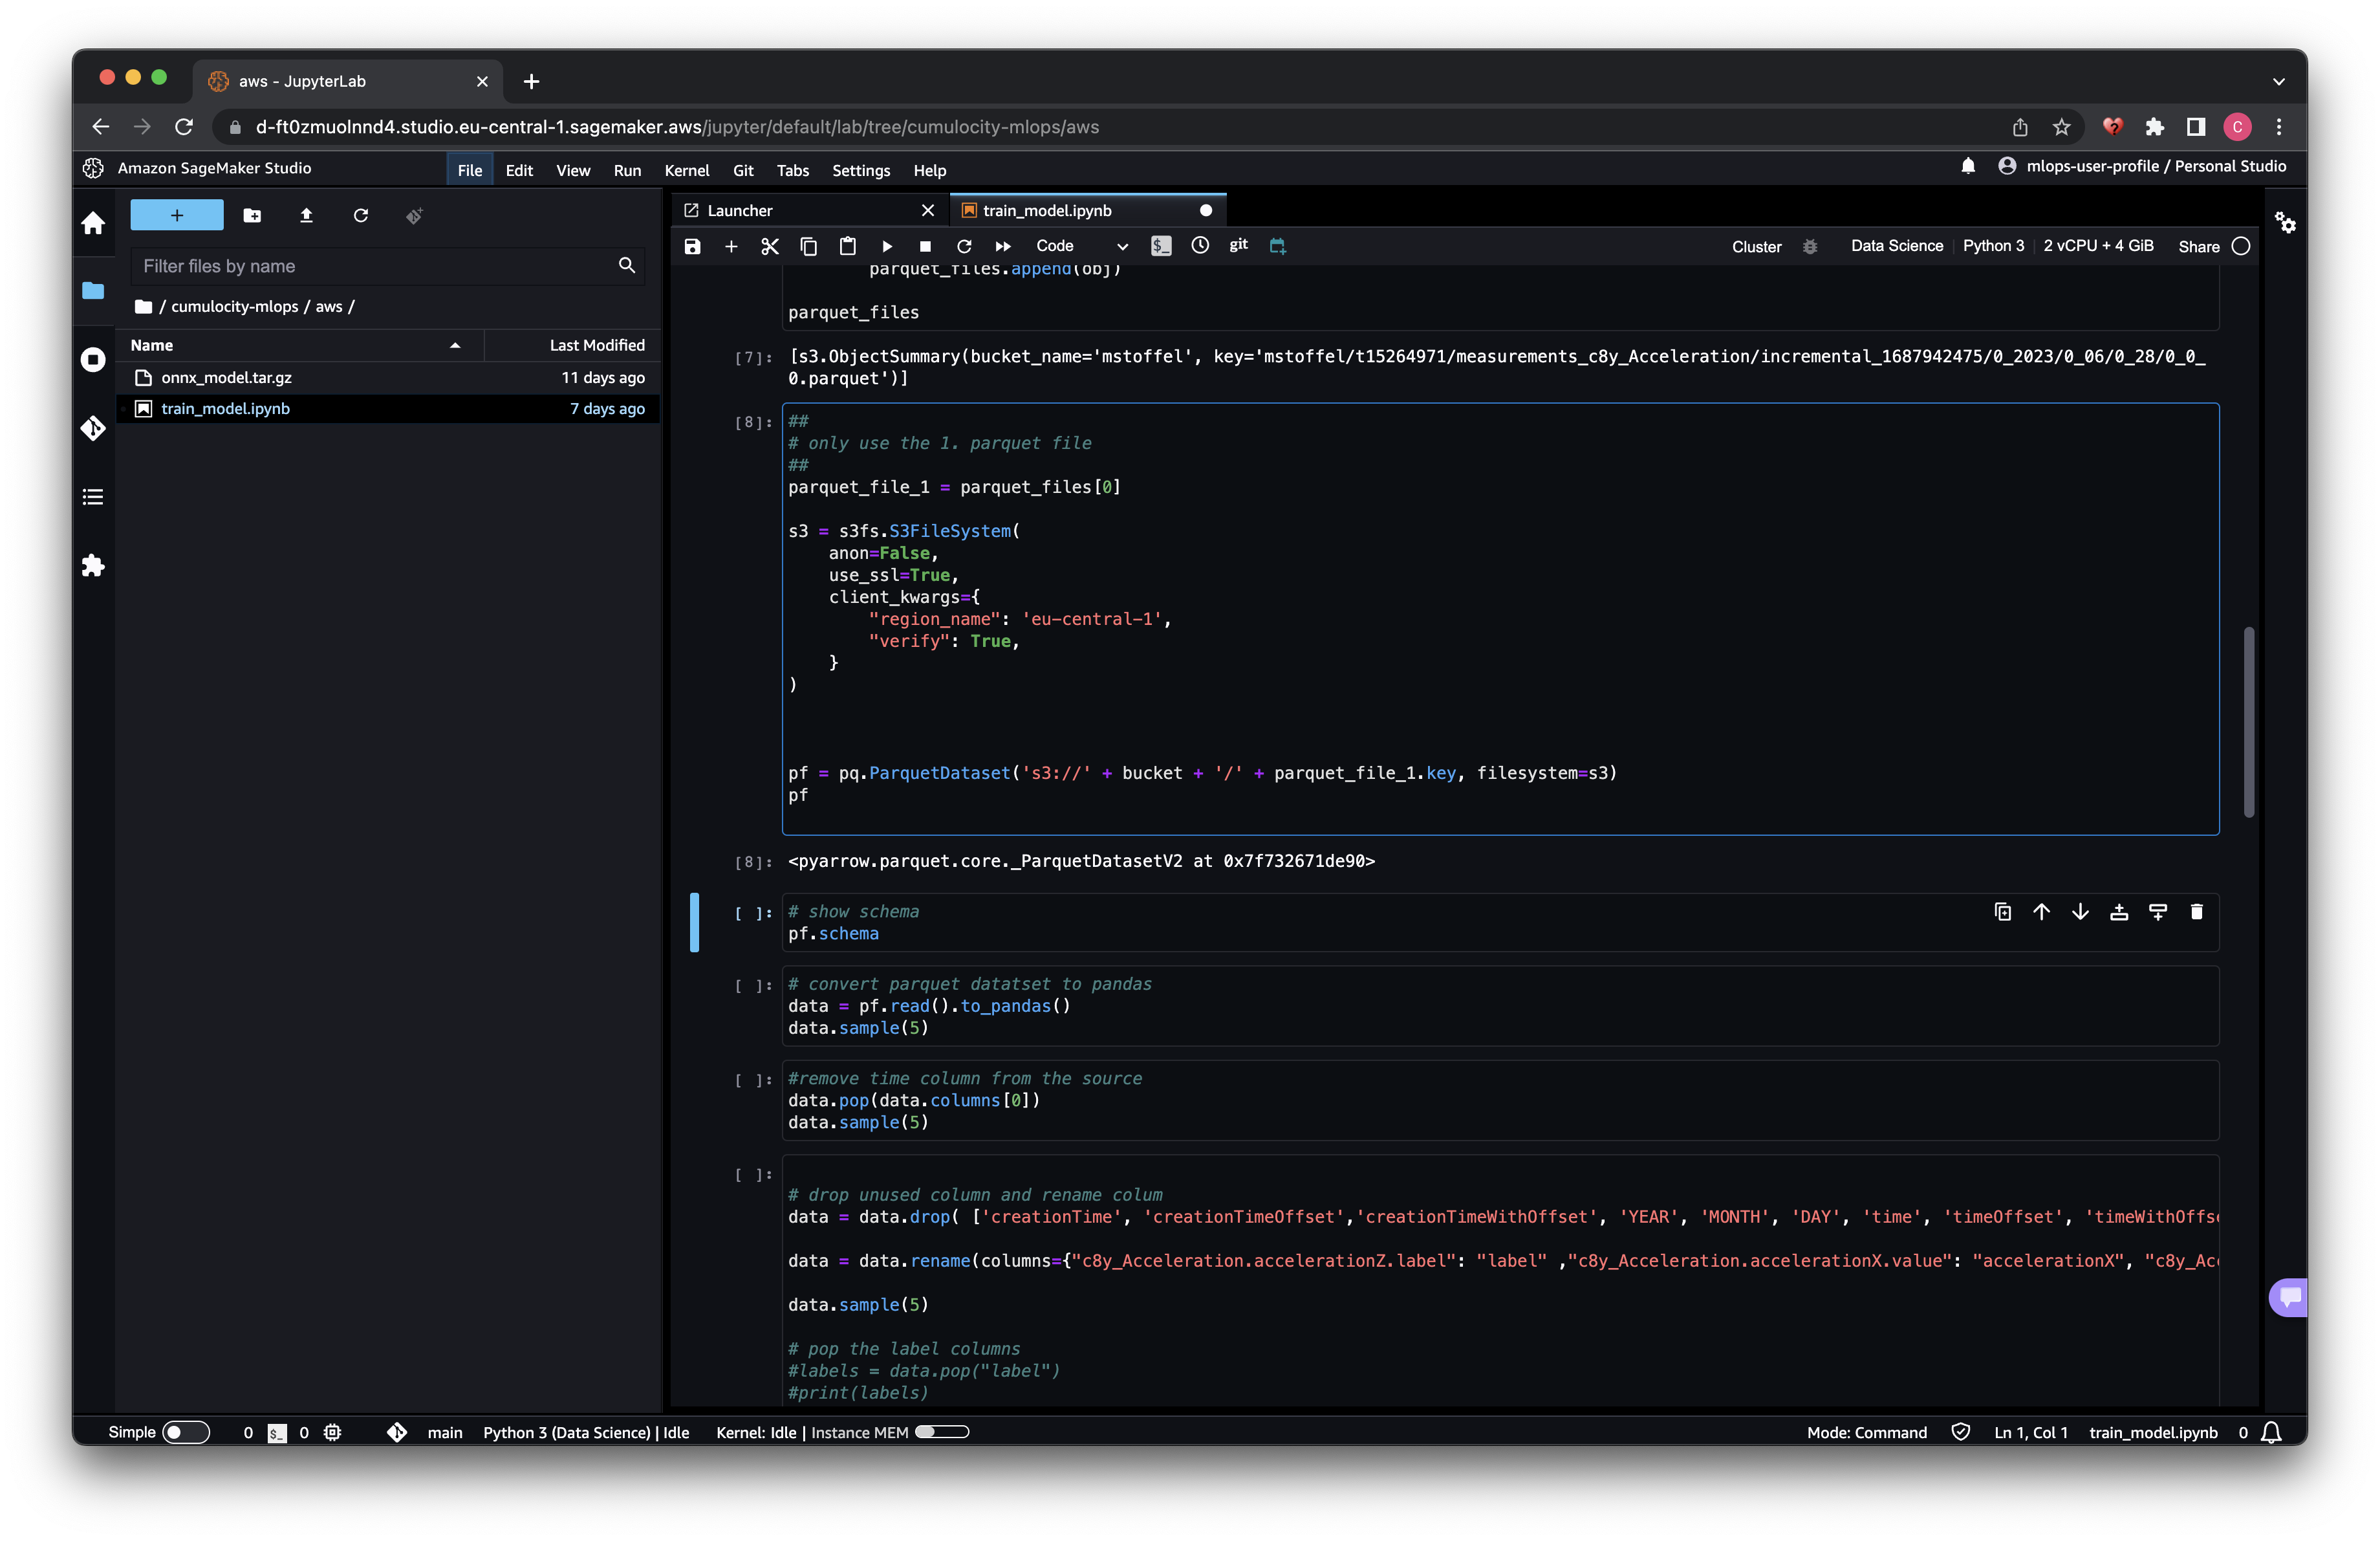 aws - JupyterLab
d-ft0zmuolnnd4.studio.eu-central-1.sagemaker.aws/jupyter/default/lab/tree/cumulocity-mlops/aws
C
Amazon SageMaker Studio
File Edit View Run Kernel Git Tabs Settings Help
mlops-user-profile / Personal Studio
Launcher
train_model.ipynb
Code
git
Cluster
Data Science
Python 3
2 vCPU + 4 GiB
Share
Filter files by name
/ cumulocity-mlops / aws /
Name Last Modified
onnx_model.tar.gz 11 days ago
train_model.ipynb 7 days ago
parquet_files.append(obj)
parquet_files
[7]: [s3.ObjectSummary(bucket_name='mstoffel', key='mstoffel/t15264971/measurements_c8y_Acceleration/incremental_1687942475/0_2023/0_06/0_28/0_0_
0.parquet')]
[8]: ##
# only use the 1. parquet file
##
parquet_file_1 = parquet_files[0]
s3 = s3fs.S3FileSystem(
anon=False,
use_ssl=True,
client_kwargs={
"region_name": 'eu-central-1',
"verify": True,
}
)
pf = pq.ParquetDataset('s3://' + bucket + '/' + parquet_file_1.key, filesystem=s3)
pf
[8]: <pyarrow.parquet.core._ParquetDatasetV2 at 0x7f732671de90>
[ ]: # show schema
pf.schema
[ ]: # convert parquet datatset to pandas
data = pf.read().to_pandas()
data.sample(5)
[ ]: #remove time column from the source
data.pop(data.columns[0])
data.sample(5)
[ ]:
# drop unused column and rename colum
data = data.drop( ['creationTime', 'creationTimeOffset','creationTimeWithOffset', 'YEAR', 'MONTH', 'DAY', 'time', 'timeOffset', 'timeWithOffse
data = data.rename(columns={"c8y_Acceleration.accelerationZ.label": "label" ,"c8y_Acceleration.accelerationX.value": "accelerationX", "c8y_Acc
data.sample(5)
# pop the label columns
#labels = data.pop("label")
#print(labels)
Simple 0 $_ 0 main Python 3 (Data Science) | Idle Kernel: Idle | Instance MEM
Mode: Command Ln 1, Col 1 train_model.ipynb 0